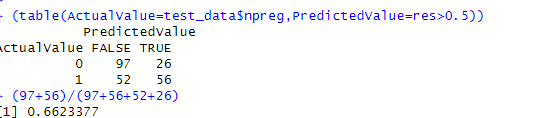 > (table(ActualValue=test_data$npreg,PredictedValue=res>0.5))
PredictedValue
ActualValue FALSE TRUE
0 97 26
1 52 56
> (97+56)/(97+56+52+26)
[1] 0.6623377